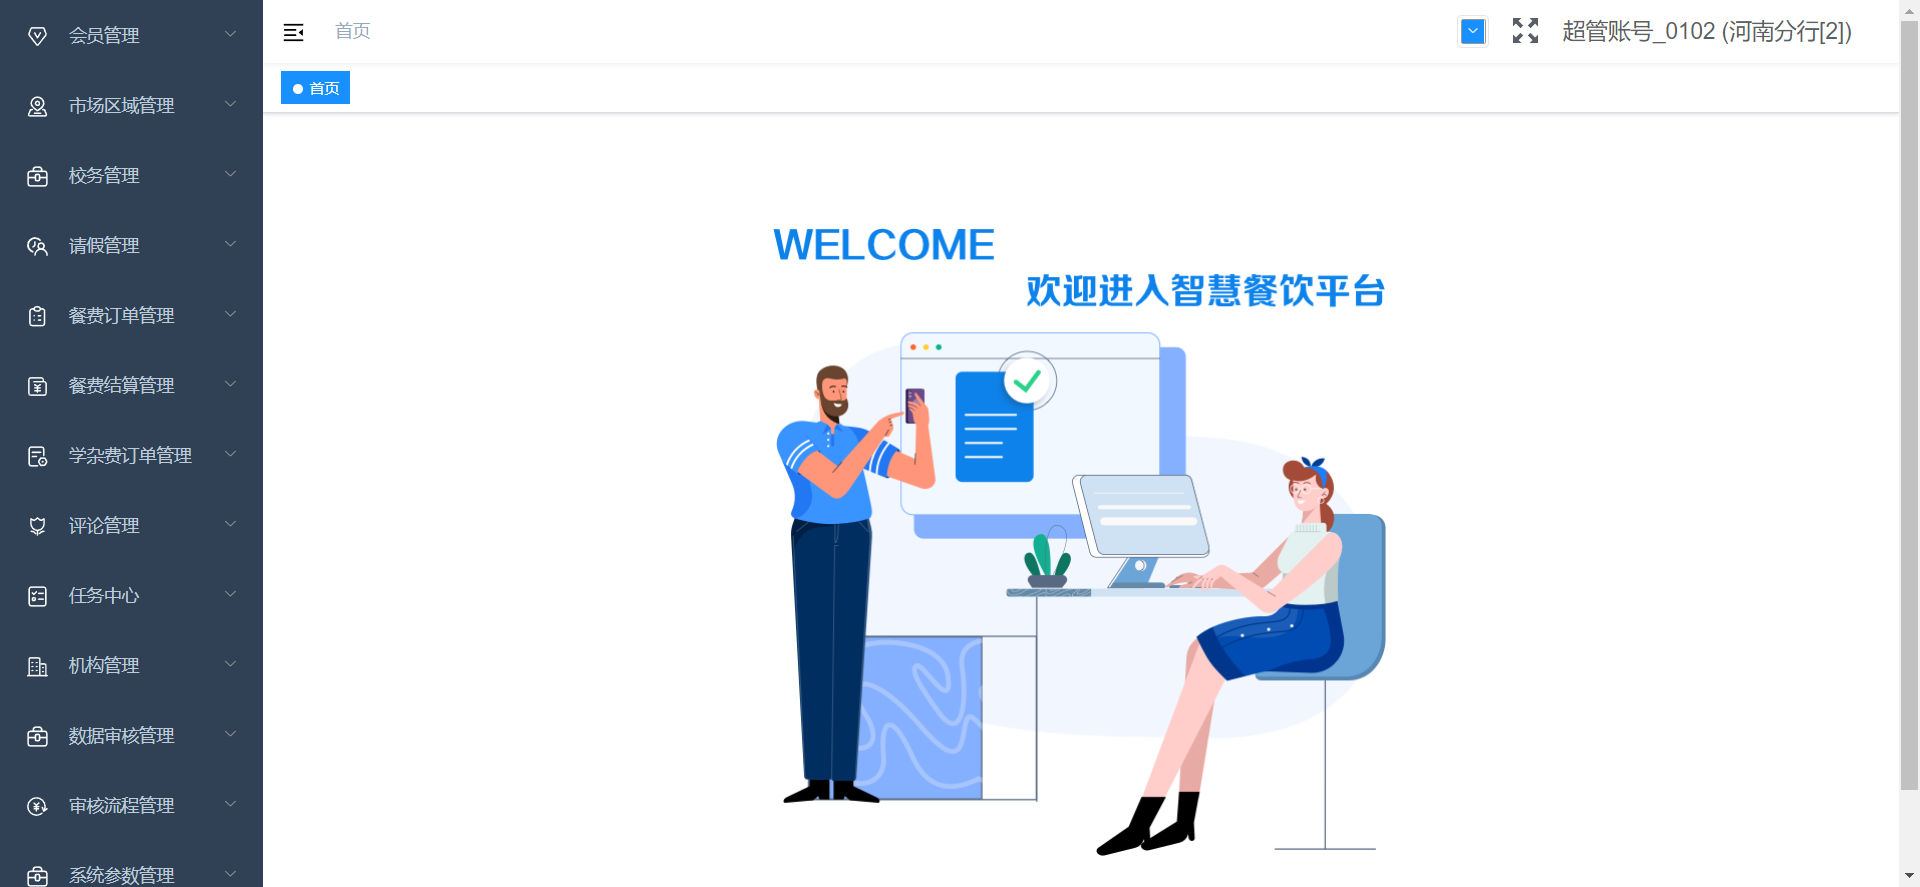 会员管理
市场区域管理
校务管理
请假管理
餐费订单管理
餐费结算管理
学杂费订单管理
评论管理
任务中心
机构管理
数据审核管理
审核流程管理
系统参数管理
首页
超管账号_0102 (河南分行[2])
首页
WELCOME
欢迎进入智慧餐饮平台